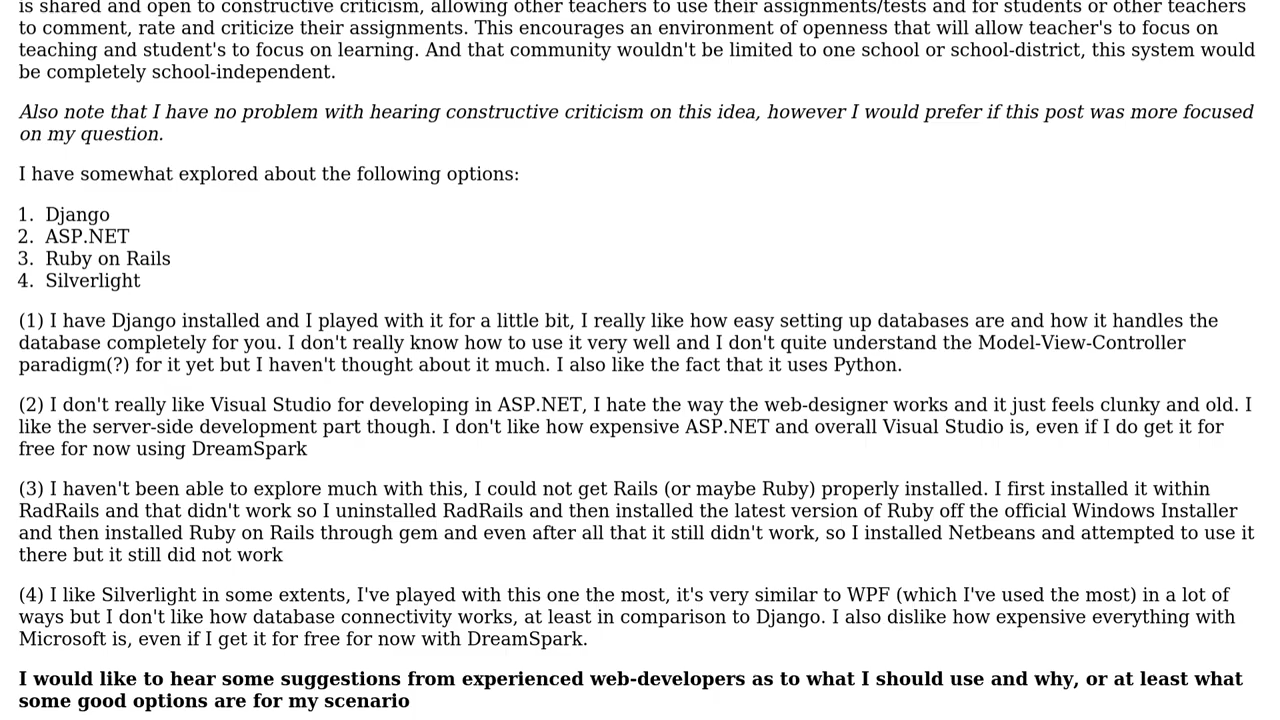 is shared and open to constructive criticism, allowing other teachers to use their assignments/tests and for students or other teachers
to comment, rate and criticize their assignments. This encourages an environment of openness that will allow teacher's to focus on
teaching and student's to focus on learning. And that community wouldn't be limited to one school or school-district, this system would
be completely school-independent.
Also note that I have no problem with hearing constructive criticism on this idea, however I would prefer if this post was more focused
on my question.
I have somewhat explored about the following options:
1. Django
2. ASP.NET
3. Ruby on Rails
4. Silverlight
(1) I have Django installed and I played with it for a little bit, I really like how easy setting up databases are and how it handles the
database completely for you. I don't really know how to use it very well and I don't quite understand the Model-View-Controller
paradigm(?) for it yet but I haven't thought about it much. I also like the fact that it uses Python.
(2) I don't really like Visual Studio for developing in ASP.NET, I hate the way the web-designer works and it just feels clunky and old. I
like the server-side development part though. I don't like how expensive ASP.NET and overall Visual Studio is, even if I do get it for
free for now using DreamSpark
(3) I haven't been able to explore much with this, I could not get Rails (or maybe Ruby) properly installed. I first installed it within
RadRails and that didn't work so I uninstalled RadRails and then installed the latest version of Ruby off the official Windows Installer
and then installed Ruby on Rails through gem and even after all that it still didn't work, so I installed Netbeans and attempted to use it
there but it still did not work
(4) I like Silverlight in some extents, I've played with this one the most, it's very similar to WPF (which I've used the most) in a lot of
ways but I don't like how database connectivity works, at least in comparison to Django. I also dislike how expensive everything with
Microsoft is, even if I get it for free for now with DreamSpark.
I would like to hear some suggestions from experienced web-developers as to what I should use and why, or at least what
some good options are for my scenario